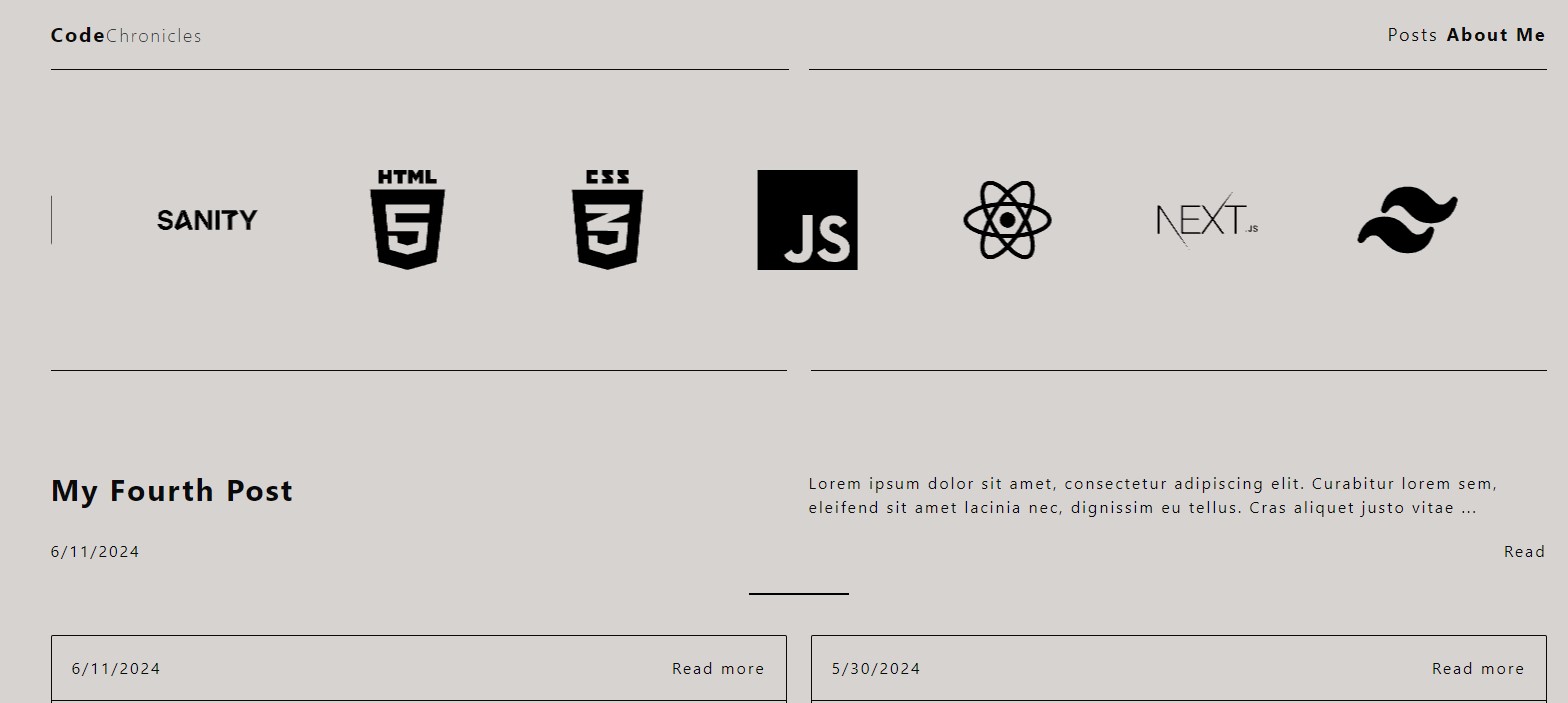 CodeChronicles
Posts About Me
SANITY
HTML
5
CSS
3
JS
NEXT.JS
My Fourth Post
Lorem ipsum dolor sit amet, consectetur adipiscing elit. Curabitur lorem sem,
eleifend sit amet lacinia nec, dignissim eu tellus. Cras aliquet justo vitae ...
6/11/2024
Read
6/11/2024
Read more
5/30/2024
Read more